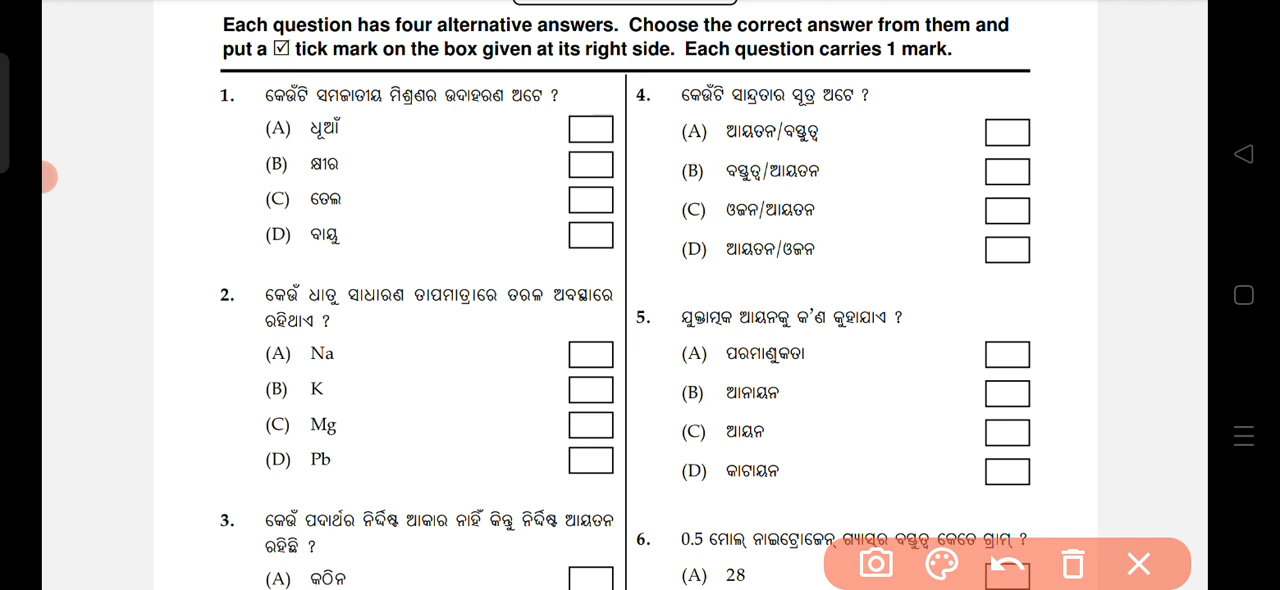 Each question has four alternative answers. Choose the correct answer from them and
put a ☑ tick mark on the box given at its right side. Each question carries 1 mark.
1. କେଉଁଟି ସମଜାତୀୟ ମିଶ୍ରଣର ଉଦାହରଣ ଅଟେ ?
(A) ଧୂଆଁ
(B) କ୍ଷୀର
(C) ତେଲ
(D) ବାୟୁ
2. କେଉଁ ଧାତୁ ସାଧାରଣ ତାପମାତ୍ରାରେ ତରଳ ଅବସ୍ଥାରେ
ରହିଥାଏ ?
(A) Na
(B) K
(C) Mg
(D) Pb
3. କେଉଁ ପଦାର୍ଥର ନିର୍ଦ୍ଦିଷ୍ଟ ଆକାର ନାହିଁ କିନ୍ତୁ ନିର୍ଦ୍ଦିଷ୍ଟ ଆୟତନ
ରହିଛି ?
(A) କଠିନ
4. କେଉଁଟି ସାନ୍ଦ୍ରତାର ସୂତ୍ର ଅଟେ ?
(A) ଆୟତନ/ବସ୍ତୁତ୍ୱ
(B) ବସ୍ତୁତ୍ୱ/ଆୟତନ
(C) ଓଜନ/ଆୟତନ
(D) ଆୟତନ/ଓଜନ
5. ଯୁକ୍ତାତ୍ମକ ଆୟନକୁ କ'ଣ କୁହାଯାଏ ?
(A) ପରମାଣୁକତା
(B) ଆନାୟନ
(C) ଆୟନ
(D) କାଟାୟନ
6. 0.5 ମୋଲ୍ ନାଇଟ୍ରୋଜେନ୍ ଗ୍ୟାସ୍‌ର ବସ୍ତୁତ୍ୱ କେତେ ଗ୍ରାମ୍ ?
(A) 28